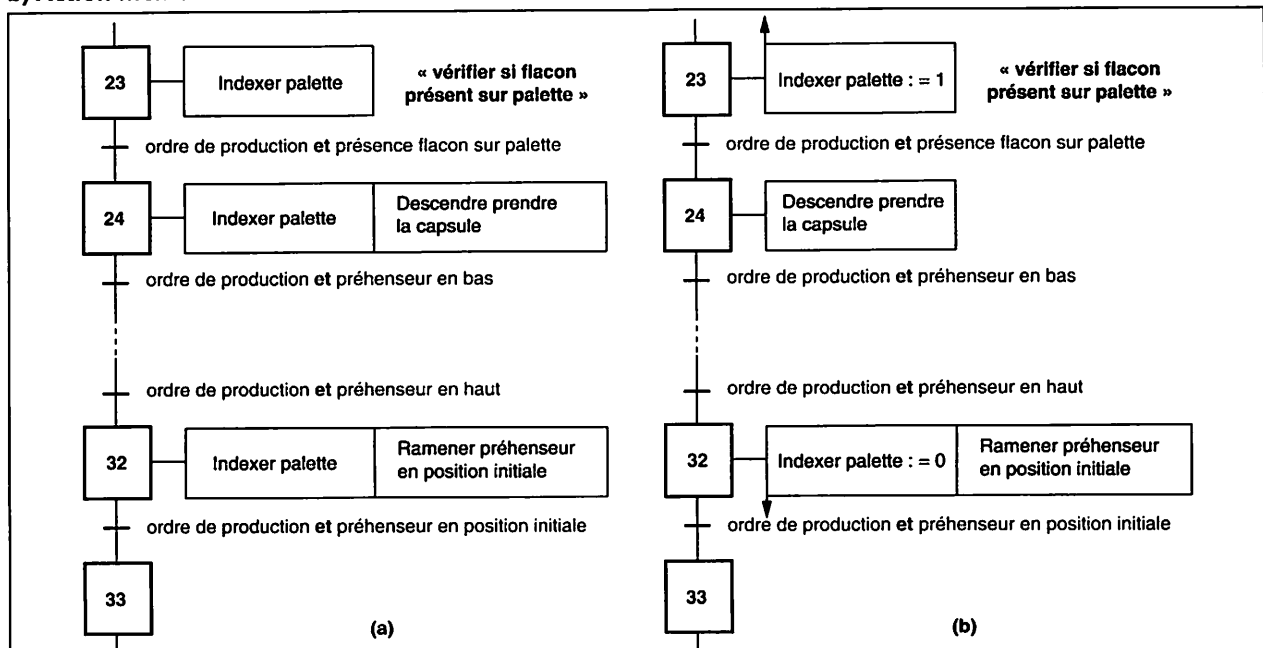 23
Indexer palette
« vérifier si flacon
présent sur palette »
ordre de production et présence flacon sur palette
24
Indexer palette
Descendre prendre
la capsule
ordre de production et préhenseur en bas
ordre de production et préhenseur en haut
32
Indexer palette
Ramener préhenseur
en position initiale
ordre de production et préhenseur en position initiale
33
(a)
23
Indexer palette : = 1
« vérifier si flacon
présent sur palette »
ordre de production et présence flacon sur palette
24
Descendre prendre
la capsule
ordre de production et préhenseur en bas
ordre de production et préhenseur en haut
32
Indexer palette : = 0
Ramener préhenseur
en position initiale
ordre de production et préhenseur en position initiale
33
(b)